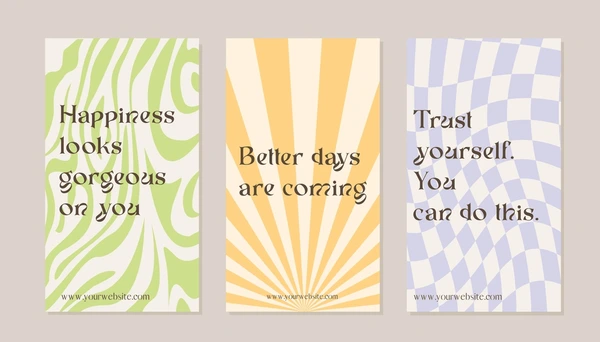 Happiness
looks
gorgeous
on you
www.yourwebsite.com
Better days
are coming
www.yourwebsite.com
Trust
yourself.
You
can do this.
www.yourwebsite.com